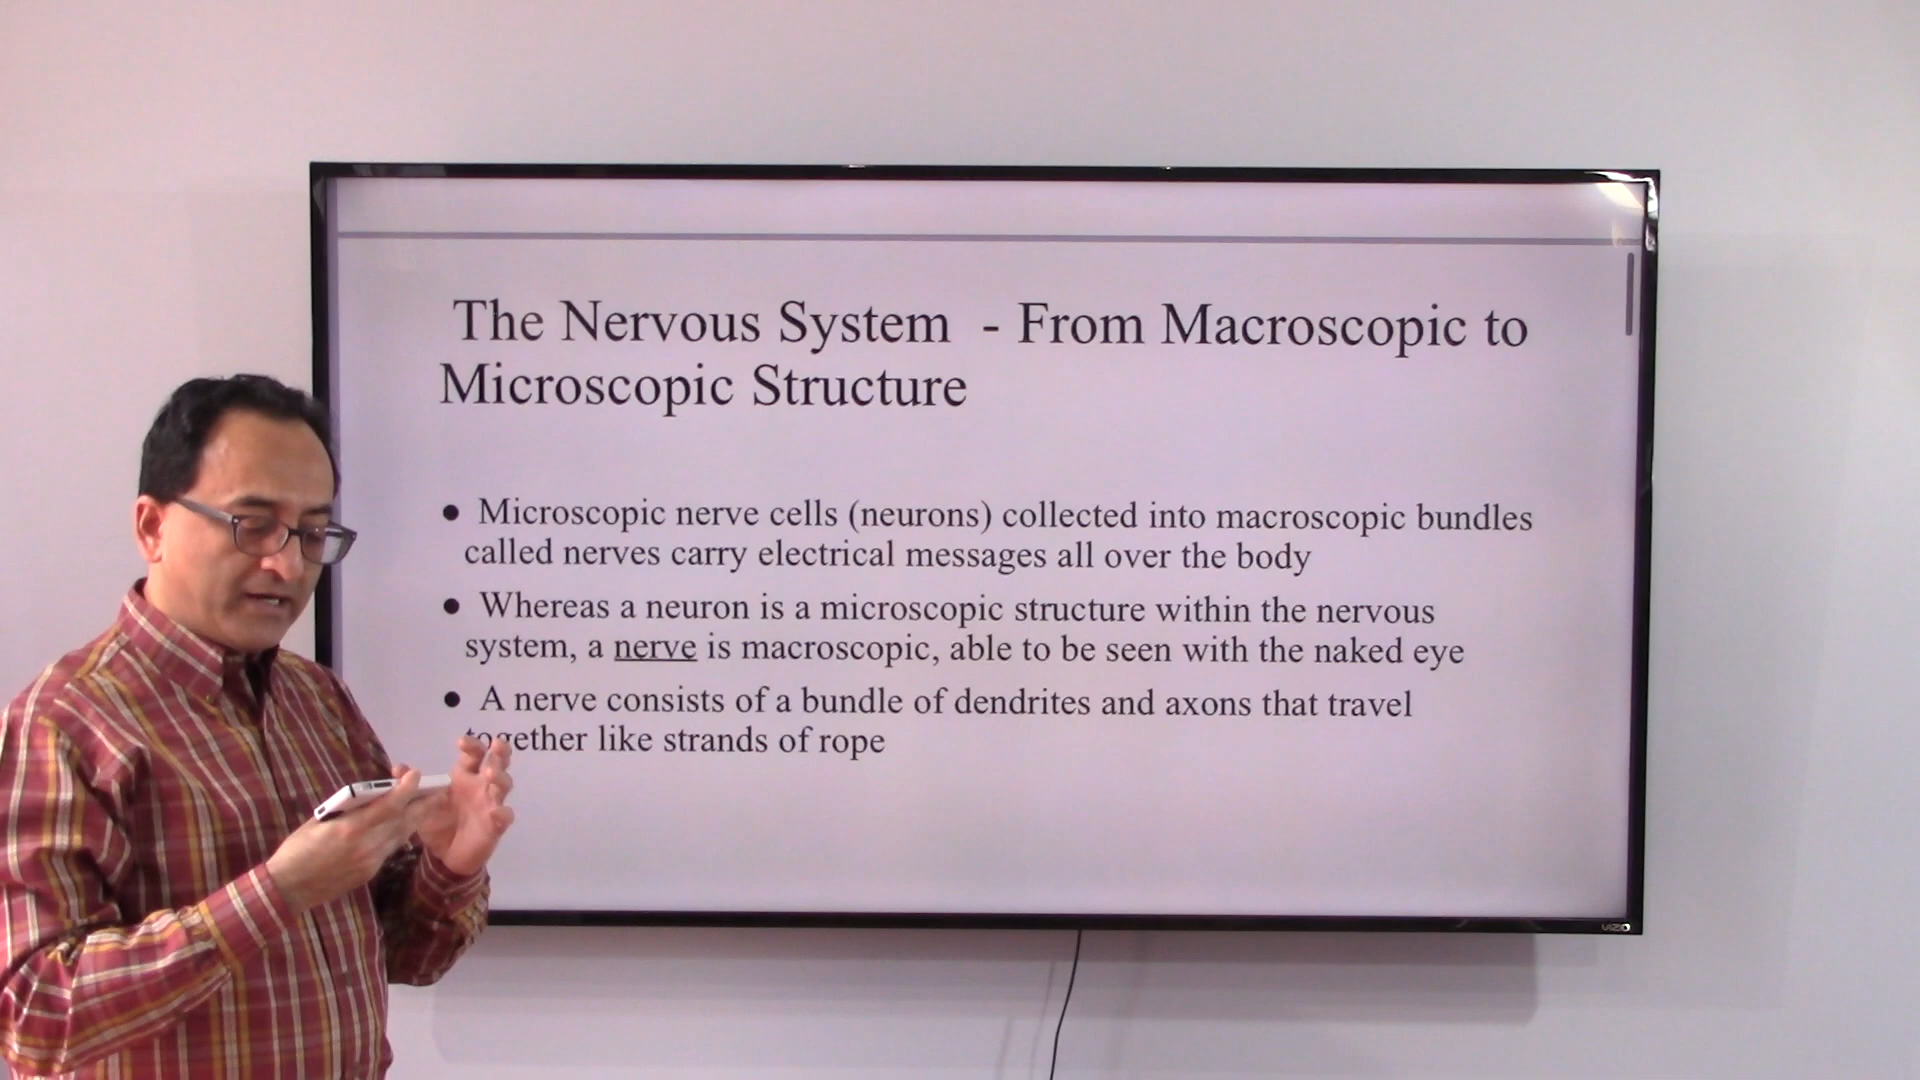 The Nervous System - From Macroscopic to
Microscopic Structure
● Microscopic nerve cells (neurons) collected into macroscopic bundles
called nerves carry electrical messages all over the body
● Whereas a neuron is a microscopic structure within the nervous
system, a nerve is macroscopic, able to be seen with the naked eye
● A nerve consists of a bundle of dendrites and axons that travel
together like strands of rope
VIZIO